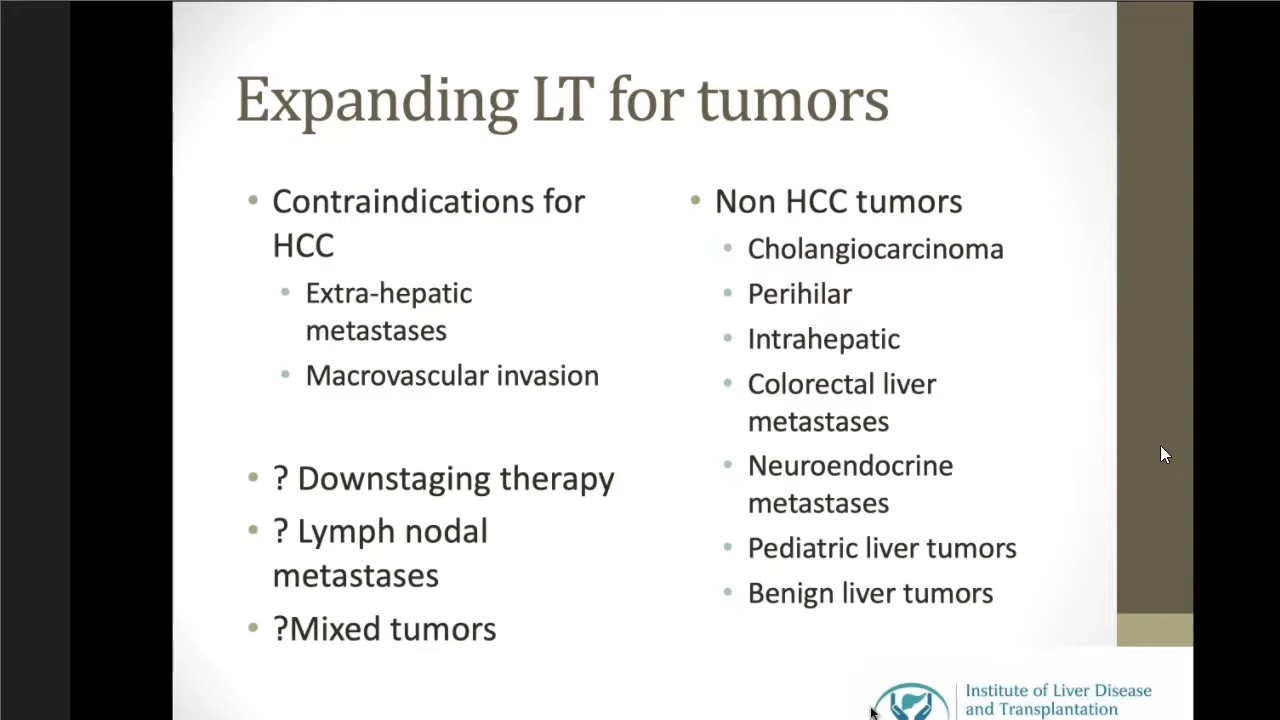 Expanding LT for tumors
Contraindications for
HCC
Extra-hepatic
metastases
Macrovascular invasion
? Downstaging therapy
? Lymph nodal
metastases
?Mixed tumors
Non HCC tumors
Cholangiocarcinoma
Perihilar
Intrahepatic
Colorectal liver
metastases
Neuroendocrine
metastases
Pediatric liver tumors
Benign liver tumors
Institute of Liver Disease
and Transplantation